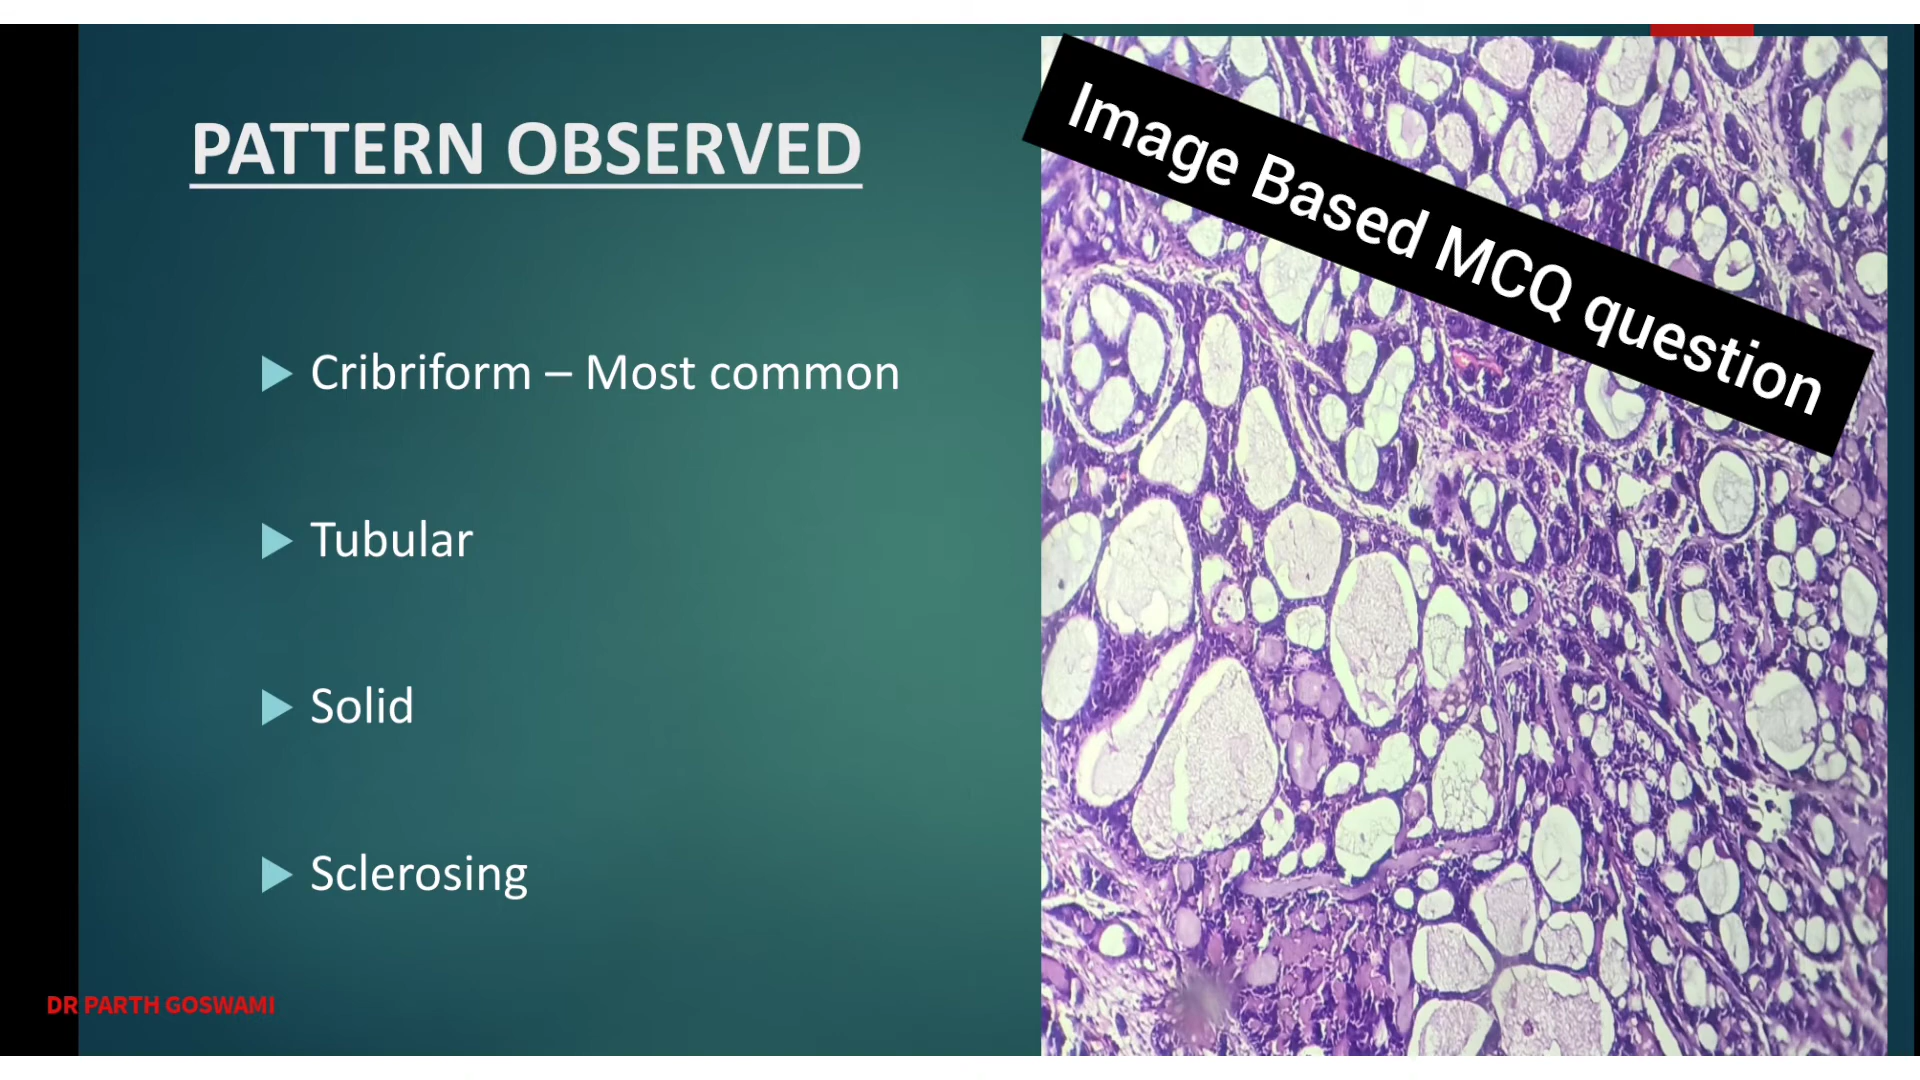 PATTERN OBSERVED
Cribriform – Most common
Tubular
Solid
Sclerosing
Image Based MCQ question
DR PARTH GOSWAMI